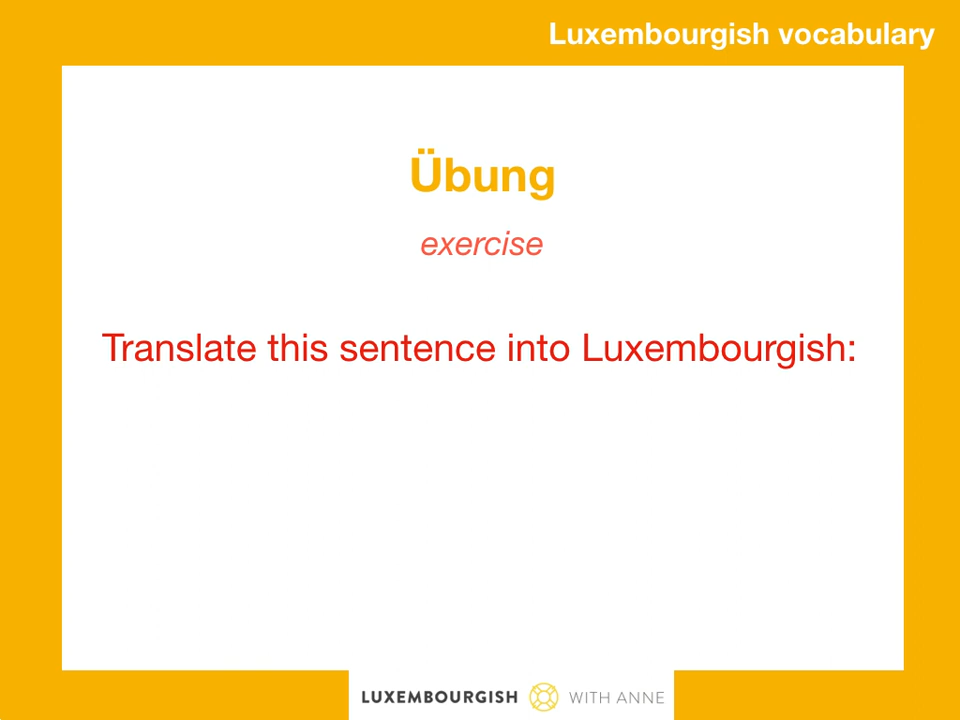 Luxembourgish vocabulary
Übung
exercise
Translate this sentence into Luxembourgish:
LUXEMBOURGISH WITH ANNE